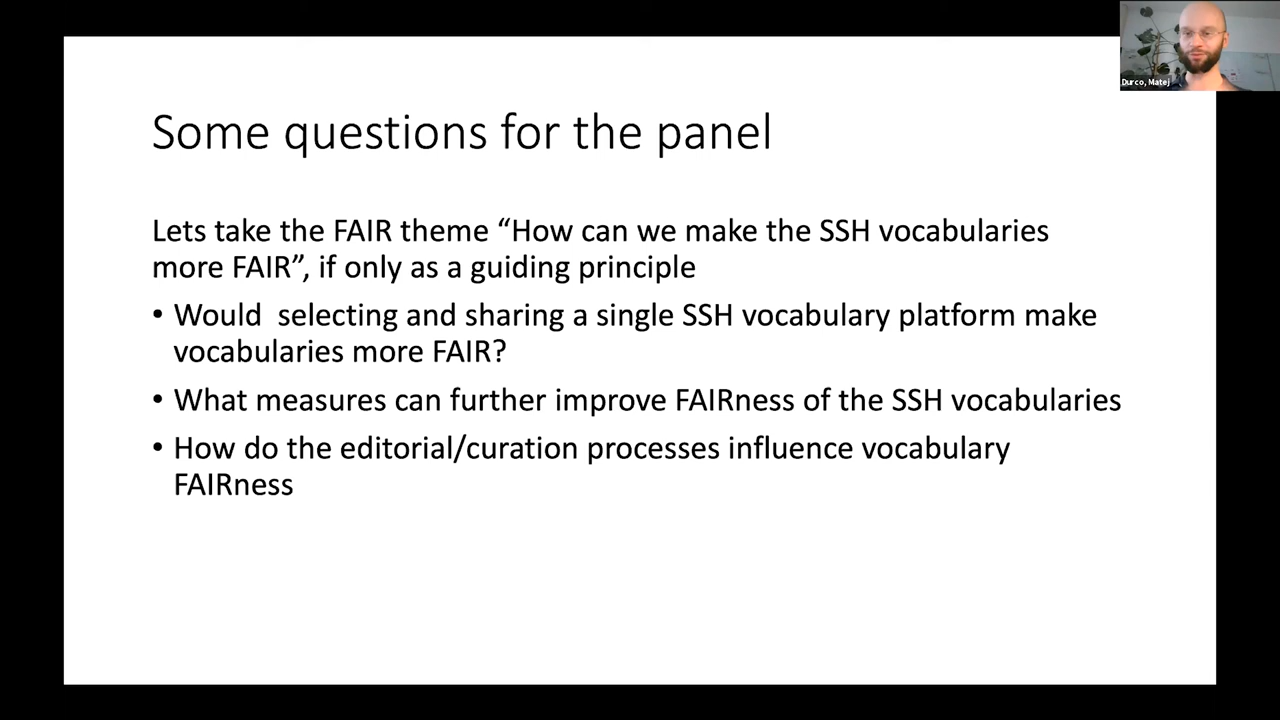 Durco, Matej
Some questions for the panel
Lets take the FAIR theme “How can we make the SSH vocabularies
more FAIR”, if only as a guiding principle
• Would  selecting and sharing a single SSH vocabulary platform make
vocabularies more FAIR?
• What measures can further improve FAIRness of the SSH vocabularies
• How do the editorial/curation processes influence vocabulary
FAIRness